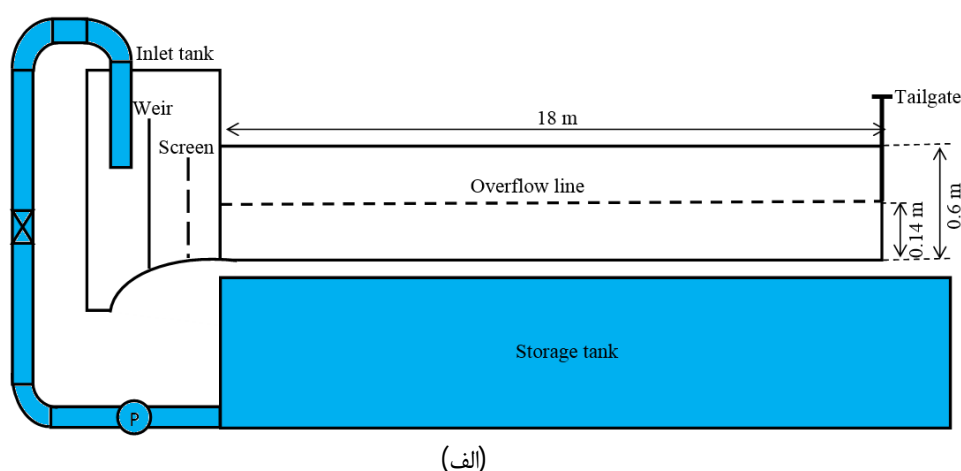 Inlet tank
Weir
Screen
18 m
Tailgate
Overflow line
0.14 m
0.6 m
Storage tank
P
(الف)